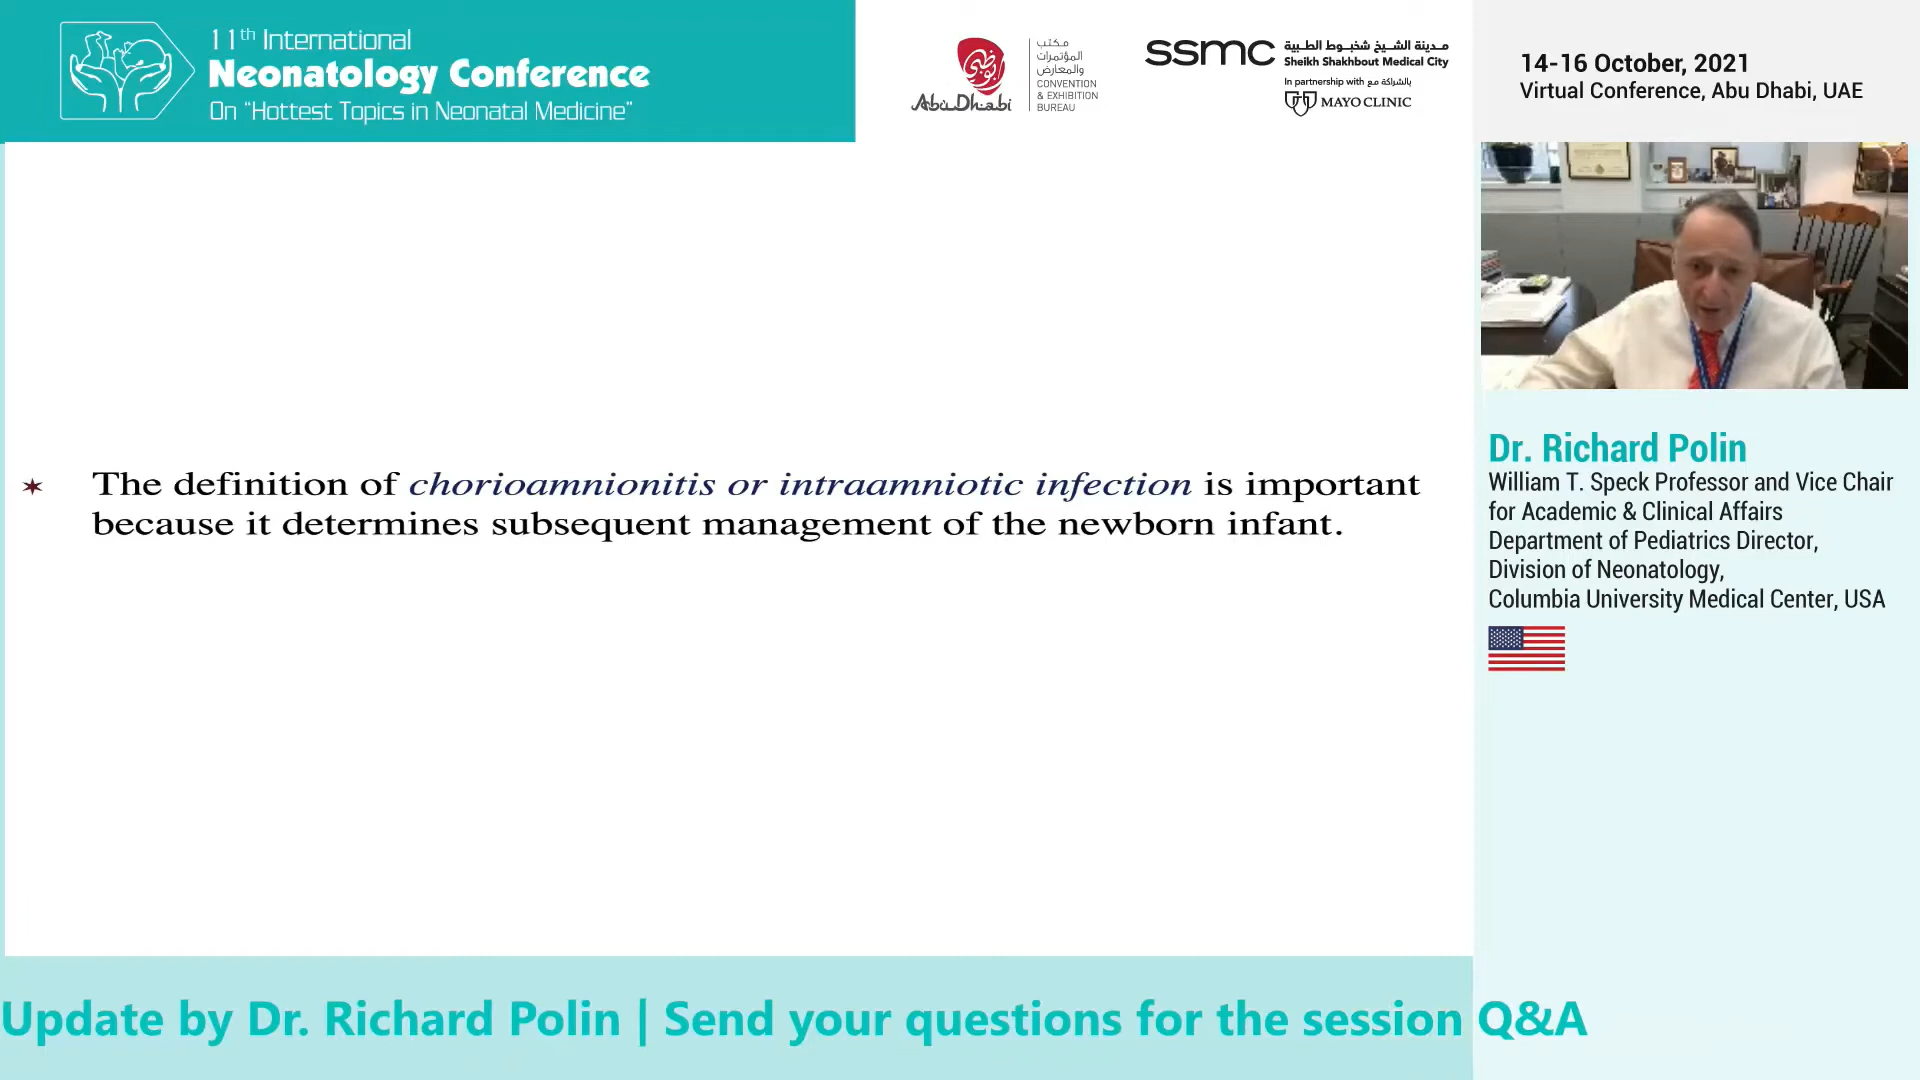 11th International
Neonatology Conference
On “Hottest Topics in Neonatal Medicine”
أبوظبي
AbuDhabi
مكتب
المؤتمرات
والمعارض
CONVENTION
& EXHIBITION
BUREAU
ssmc
مدينة الشيخ شخبوط الطبية
Sheikh Shakhbout Medical City
In partnership with بالشراكة مع
MAYO CLINIC
14-16 October, 2021
Virtual Conference, Abu Dhabi, UAE
The definition of chorioamnionitis or intraamniotic infection is important
because it determines subsequent management of the newborn infant.
Dr. Richard Polin
William T. Speck Professor and Vice Chair
for Academic & Clinical Affairs
Department of Pediatrics Director,
Division of Neonatology,
Columbia University Medical Center, USA
Update by Dr. Richard Polin | Send your questions for the session Q&A